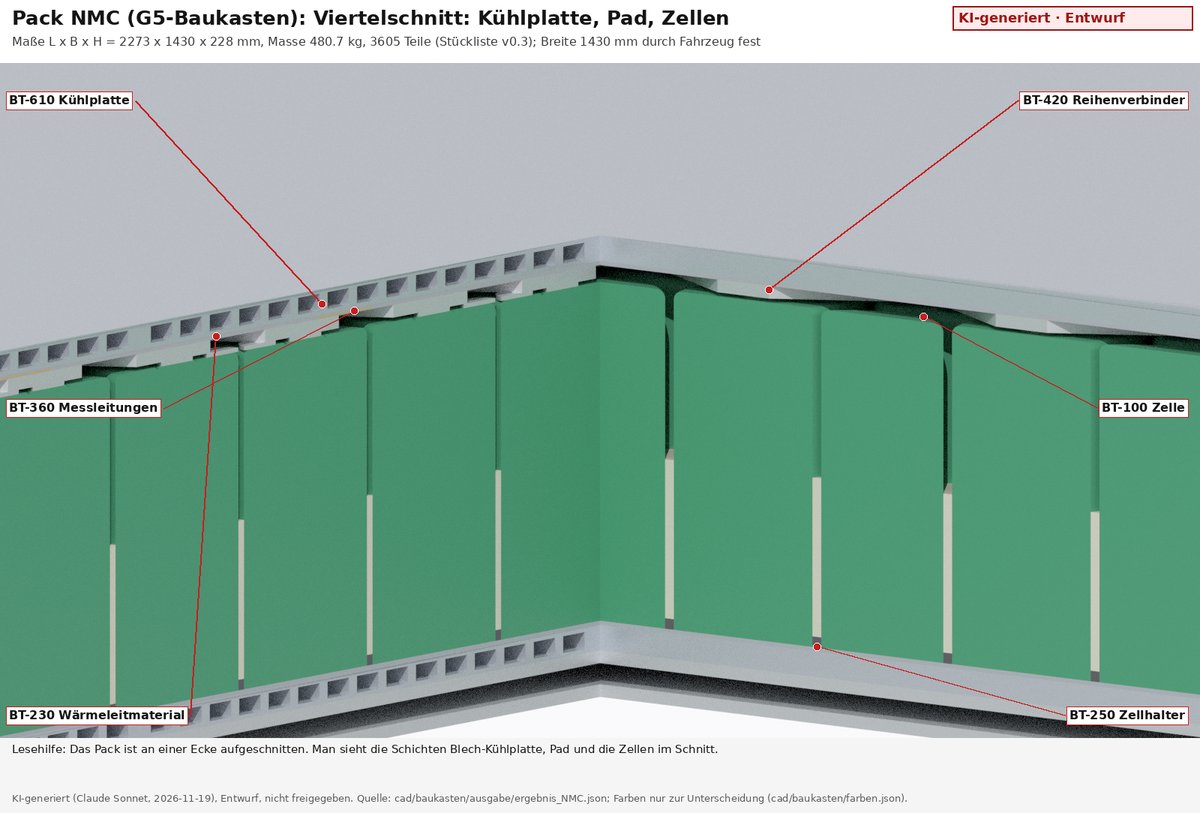 Pack NMC (G5-Baukasten): Viertelschnitt: Kühlplatte, Pad, Zellen
KI-generiert · Entwurf
Maße L x B x H = 2273 x 1430 x 228 mm, Masse 480.7 kg, 3605 Teile (Stückliste v0.3); Breite 1430 mm durch Fahrzeug fest
BT-610 Kühlplatte
BT-420 Reihenverbinder
BT-360 Messleitungen
BT-100 Zelle
BT-230 Wärmeleitmaterial
BT-250 Zellhalter
Lesehilfe: Das Pack ist an einer Ecke aufgeschnitten. Man sieht die Schichten Blech-Kühlplatte, Pad und die Zellen im Schnitt.
KI-generiert (Claude Sonnet, 2026-11-19), Entwurf, nicht freigegeben. Quelle: cad/baukasten/ausgabe/ergebnis_NMC.json; Farben nur zur Unterscheidung (cad/baukasten/farben.json).